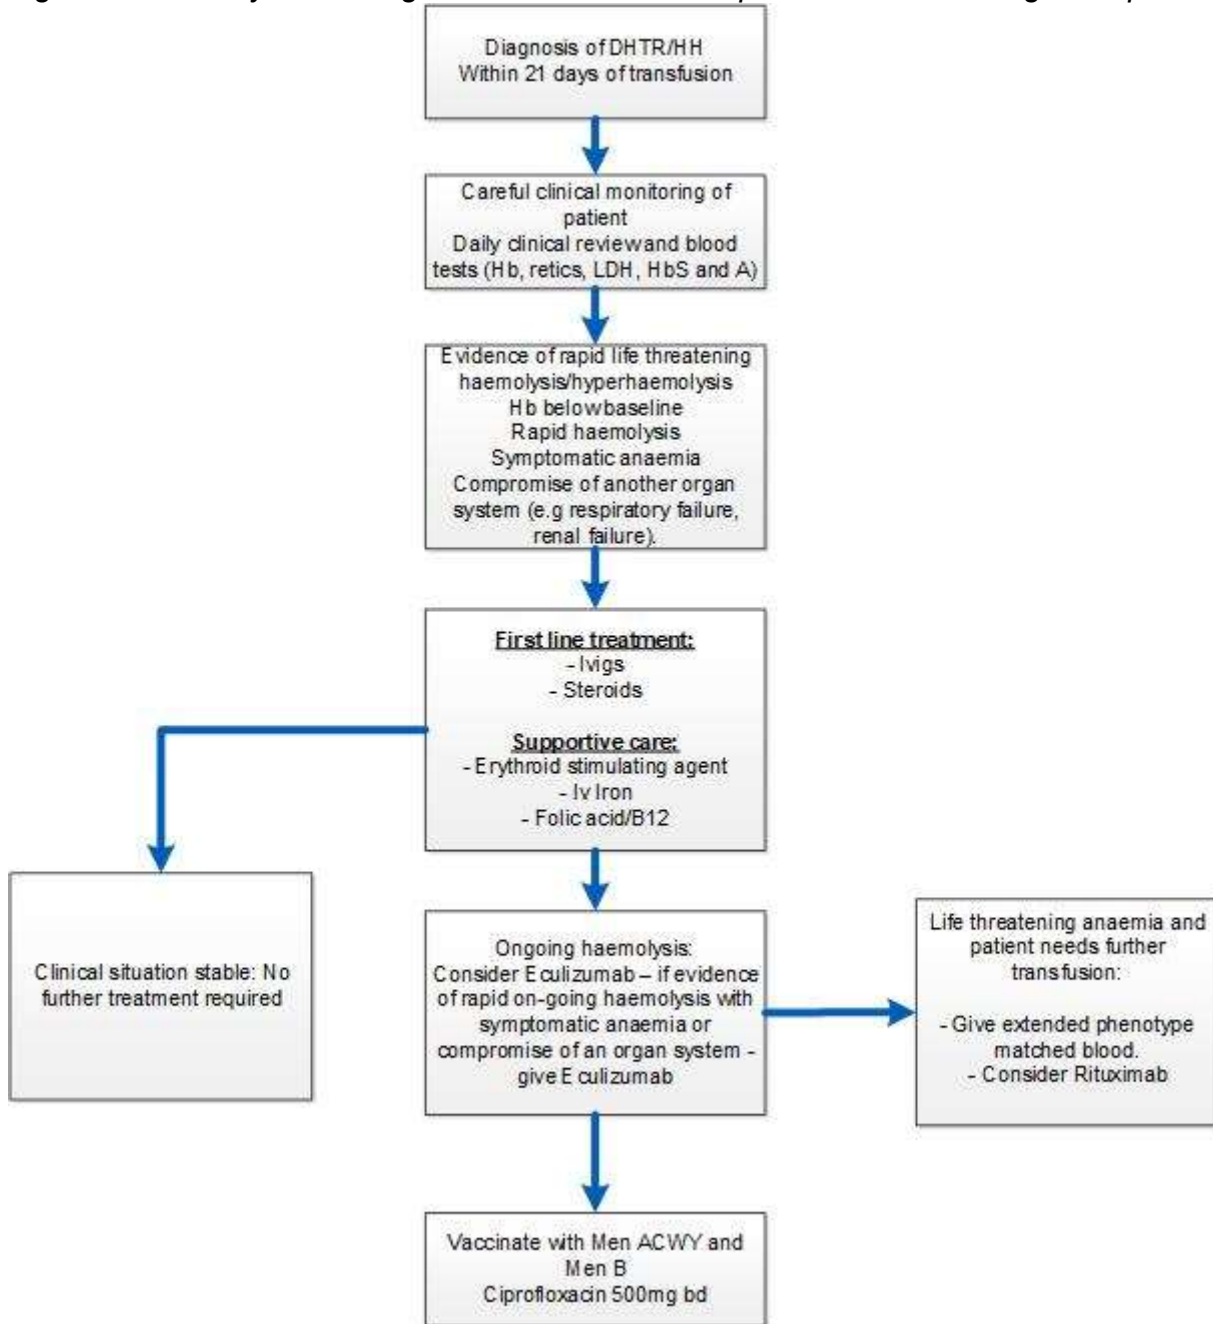 Diagnosis of DHTR/HH
Within 21 days of transfusion
Careful clinical monitoring of
patient
Daily clinical review and blood
tests (Hb, retics, LDH, HbS and A)
Evidence of rapid life threatening
haemolysis/hyperhaemolysis
Hb below baseline
Rapid haemolysis
Symptomatic anaemia
Compromise of another organ
system (e.g respiratory failure,
renal failure).
First line treatment:
- Ivigs
- Steroids
Supportive care:
- Erythroid stimulating agent
- Iv Iron
- Folic acid/B12
Clinical situation stable: No
further treatment required
Ongoing haemolysis:
Consider Eculizumab – if evidence
of rapid on-going haemolysis with
symptomatic anaemia or
compromise of an organ system -
give Eculizumab
Life threatening anaemia and
patient needs further
transfusion:
- Give extended phenotype
matched blood.
- Consider Rituximab
Vaccinate with Men ACWY and
Men B
Ciprofloxacin 500mg bd